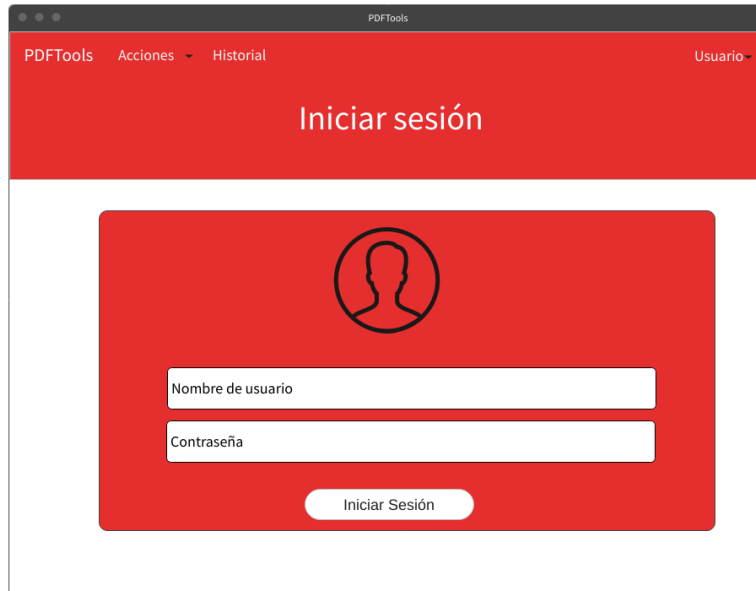 PDFTools
PDFTools Acciones Historial Usuario
Iniciar sesión
Nombre de usuario
Contraseña
Iniciar Sesión